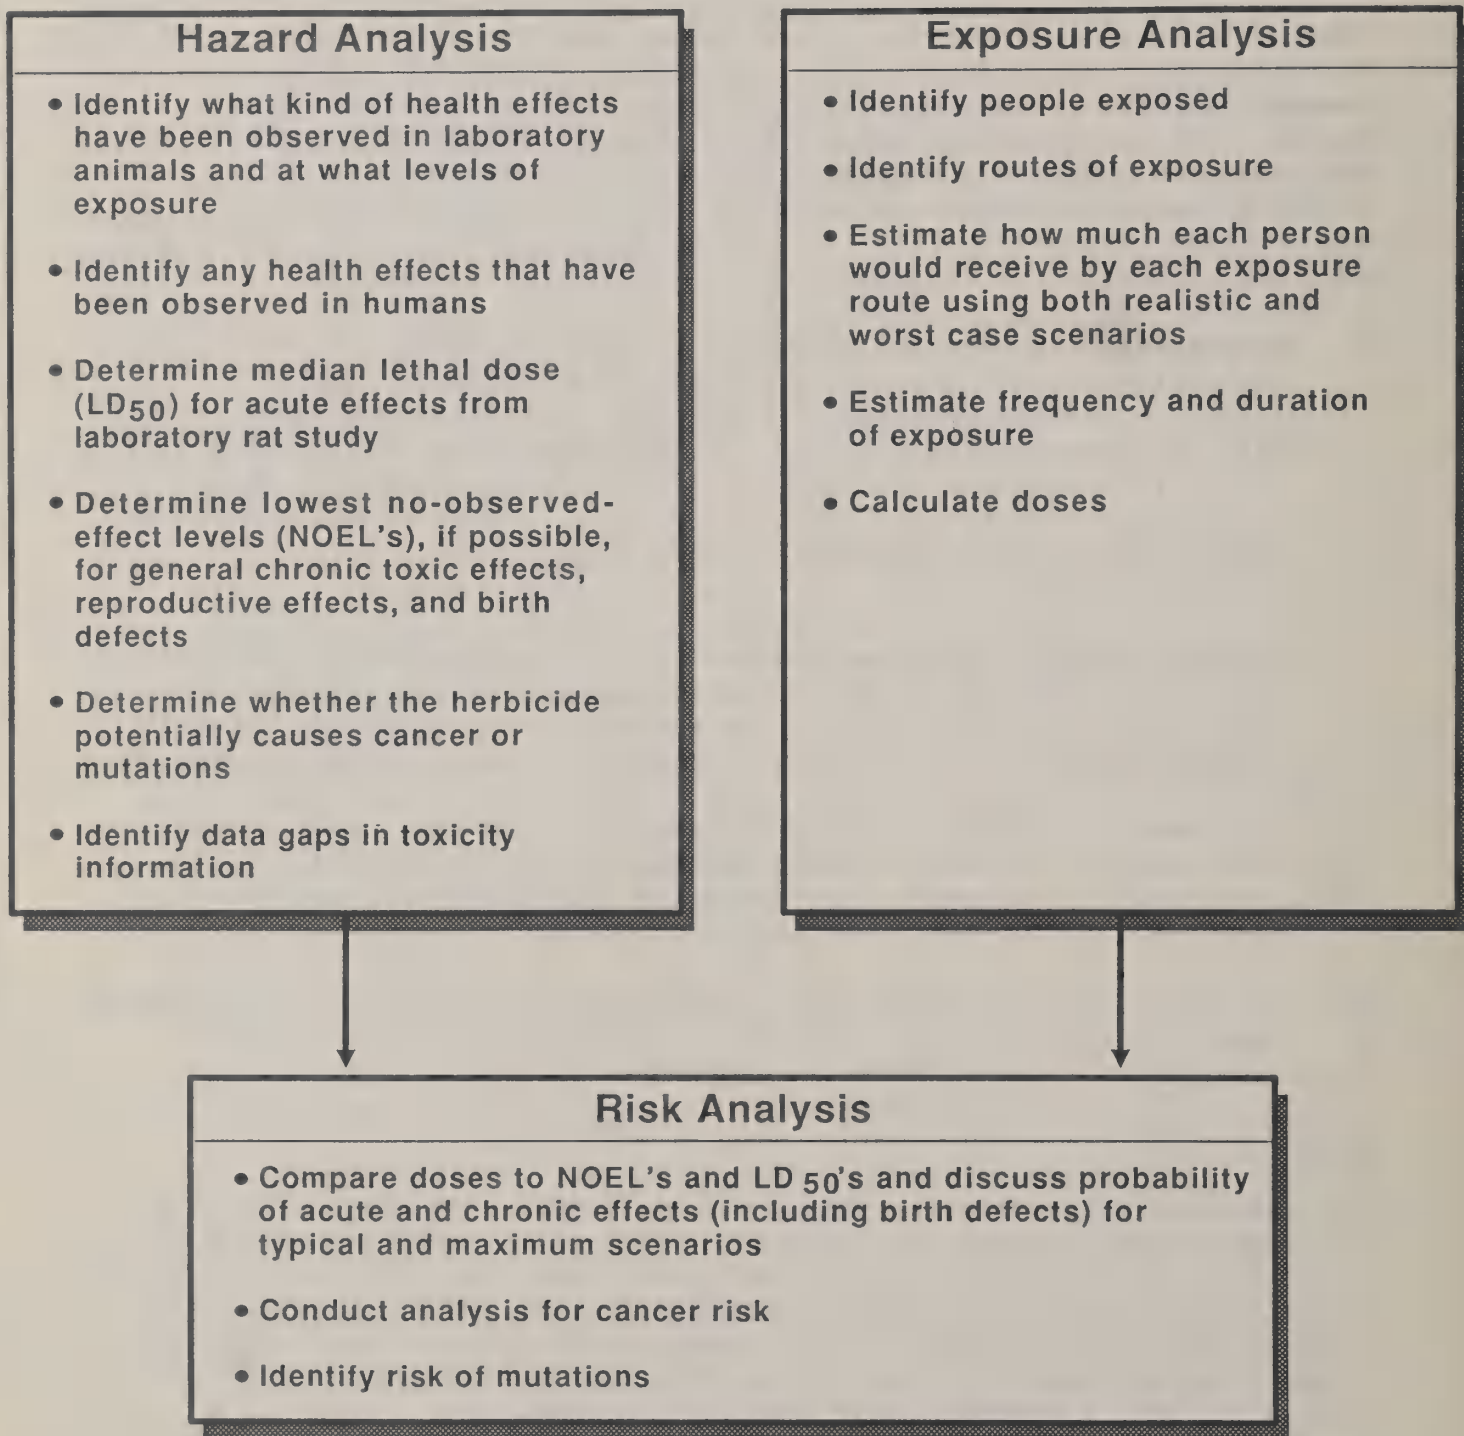 Hazard Analysis
• Identify what kind of health effects
have been observed in laboratory
animals and at what levels of
exposure
• Identify any health effects that have
been observed in humans
• Determine median lethal dose
(LD50) for acute effects from
laboratory rat study
• Determine lowest no-observed-
effect levels (NOEL's), if possible,
for general chronic toxic effects,
reproductive effects, and birth
defects
• Determine whether the herbicide
potentially causes cancer or
mutations
• Identify data gaps in toxicity
information
Exposure Analysis
• Identify people exposed
• Identify routes of exposure
• Estimate how much each person
would receive by each exposure
route using both realistic and
worst case scenarios
• Estimate frequency and duration
of exposure
• Calculate doses
Risk Analysis
• Compare doses to NOEL's and LD 50's and discuss probability
of acute and chronic effects (including birth defects) for
typical and maximum scenarios
• Conduct analysis for cancer risk
• Identify risk of mutations